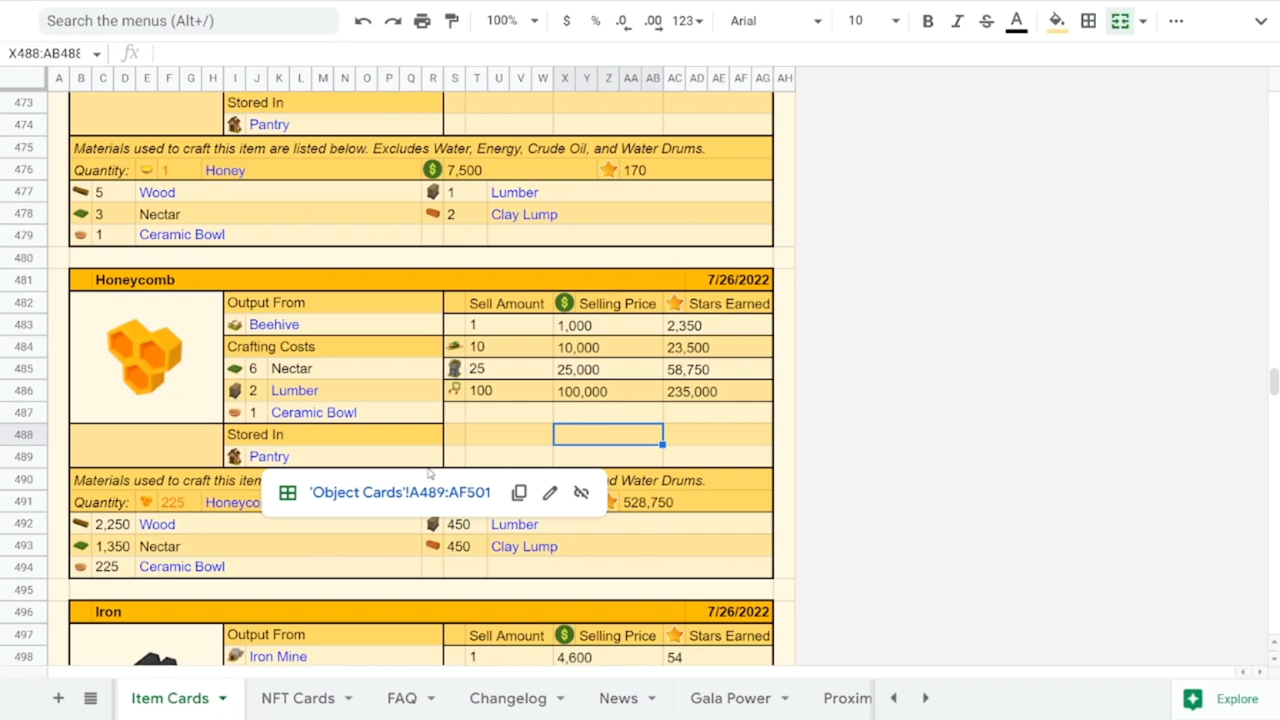 Search the menus (Alt+/)
100%
$ % .0 .00 123
Arial
10
B I S A
X488:AB488
fx
A B C D E F G H I J K L M N O P Q R S T U V W X Y Z AA AB AC AD AE AF AG AH
473 Stored In
474 Pantry
475 Materials used to craft this item are listed below. Excludes Water, Energy, Crude Oil, and Water Drums.
476 Quantity: 1 Honey $ 7,500 170
477 5 Wood 1 Lumber
478 3 Nectar 2 Clay Lump
479 1 Ceramic Bowl
480
481 Honeycomb 7/26/2022
482 Output From Sell Amount $ Selling Price Stars Earned
483 Beehive 1 1,000 2,350
484 Crafting Costs 10 10,000 23,500
485 6 Nectar 25 25,000 58,750
486 2 Lumber 100 100,000 235,000
487 1 Ceramic Bowl
488 Stored In
489 Pantry
490 Materials used to craft this item d Water Drums.
491 Quantity: 225 Honeyco 528,750
'Object Cards'!A489:AF501
492 2,250 Wood 450 Lumber
493 1,350 Nectar 450 Clay Lump
494 225 Ceramic Bowl
495
496 Iron 7/26/2022
497 Output From Sell Amount $ Selling Price Stars Earned
498 Iron Mine 1 4,600 54
+ Item Cards NFT Cards FAQ Changelog News Gala Power Proxim
Explore